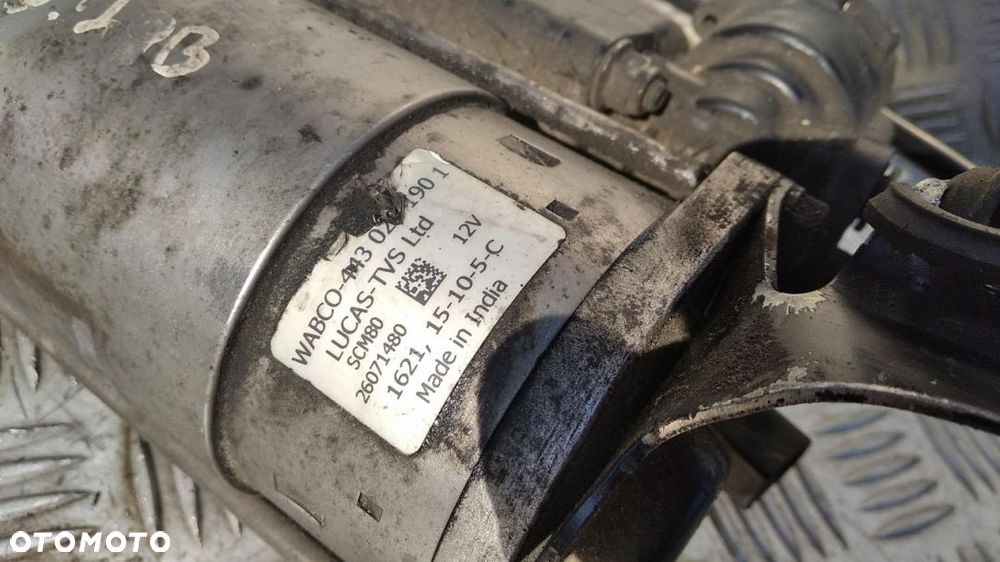 WABCO-443 02 190 1
LUCAS-TVS Ltd
SCM80 12V
26071480
1621, 15-10-5-C
Made in India
OTOMOTO